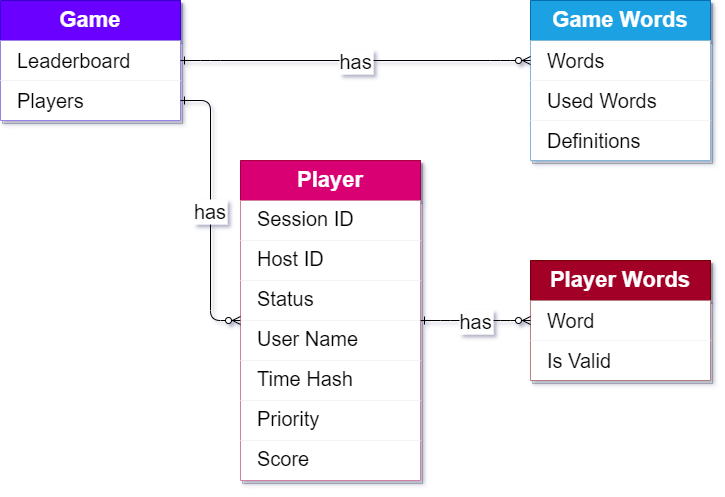 Game
Leaderboard
Players
has
Game Words
Words
Used Words
Definitions
has
Player
Session ID
Host ID
Status
User Name
Time Hash
Priority
Score
has
Player Words
Word
Is Valid